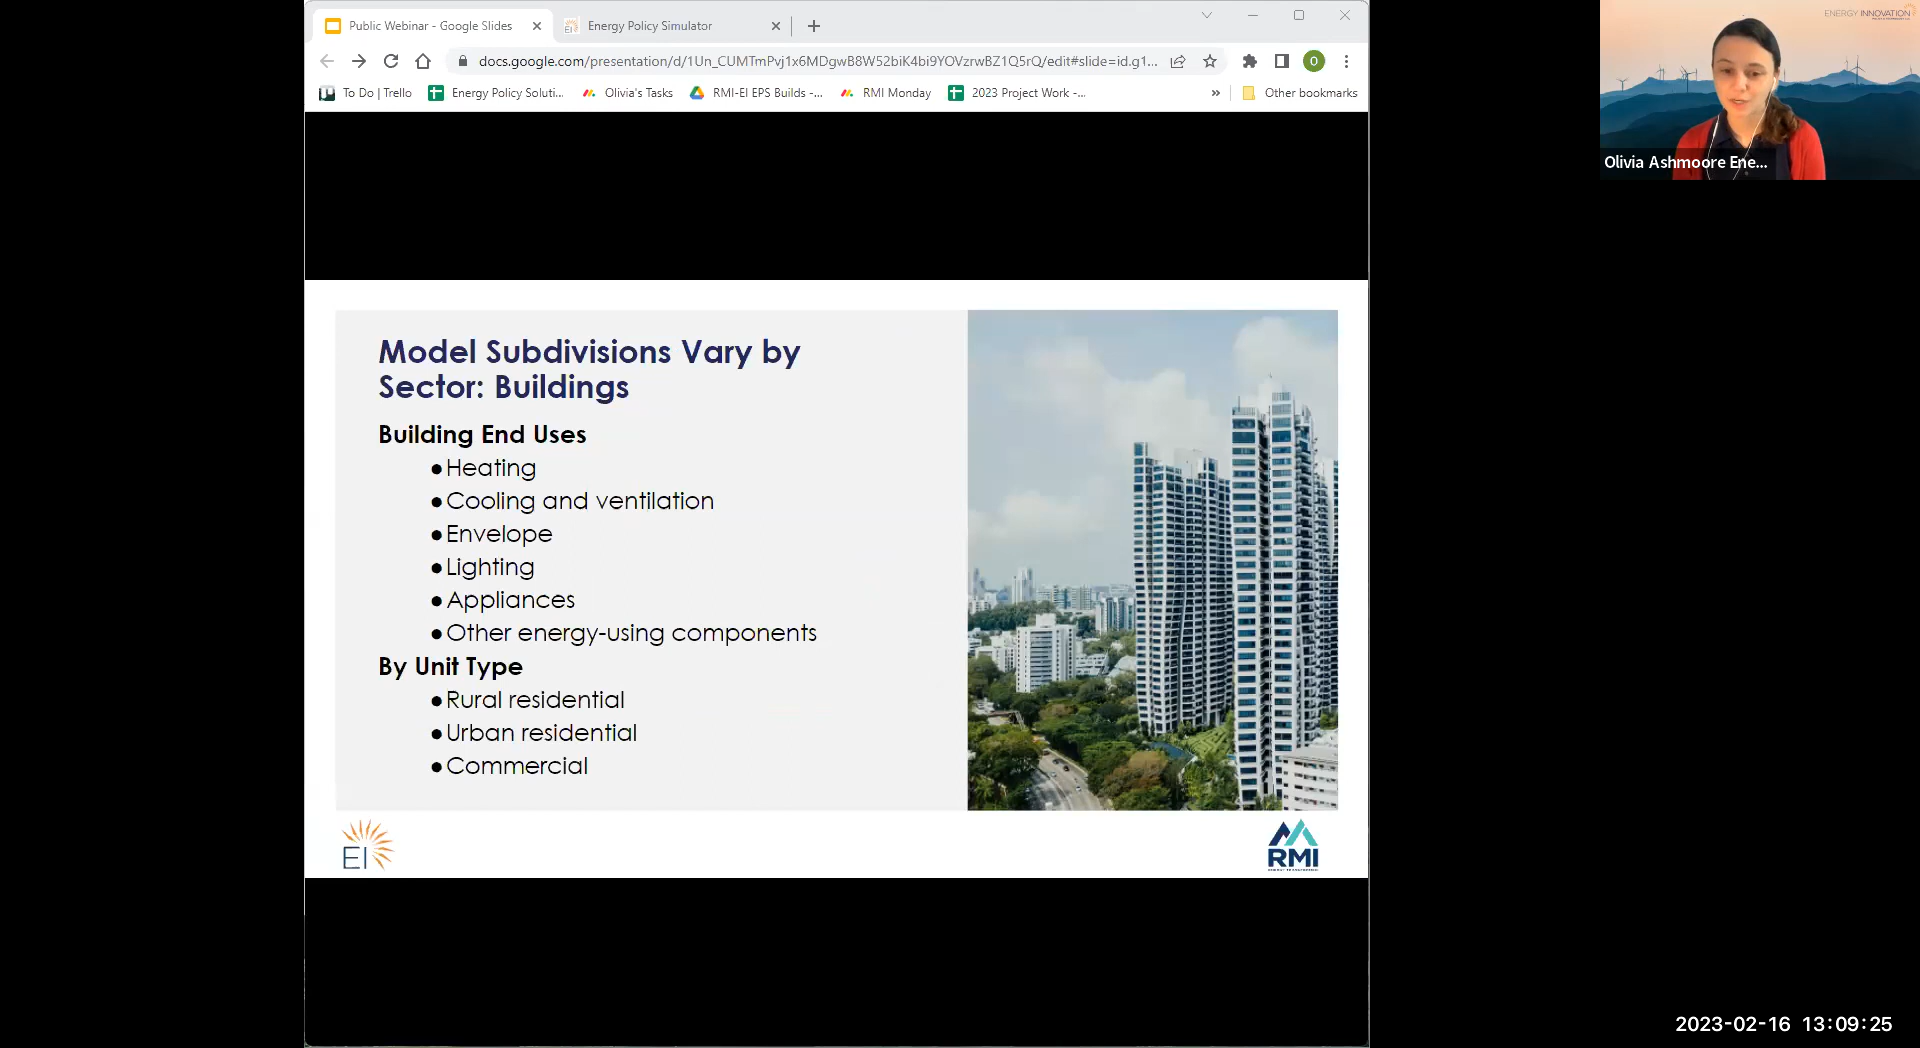 Public Webinar - Google Slides
Energy Policy Simulator
docs.google.com/presentation/d/1Un_CUMTmPvj1x6MDgwB8W52biK4bi9YOVzrwBZ1Q5rQ/edit#slide=id.g1...
O
To Do | Trello
Energy Policy Soluti...
Olivia's Tasks
RMI-EI EPS Builds -...
RMI Monday
2023 Project Work -...
»
Other bookmarks
ENERGY INNOVATION
Olivia Ashmoore Ene...
Model Subdivisions Vary by
Sector: Buildings
Building End Uses
●Heating
●Cooling and ventilation
●Envelope
●Lighting
●Appliances
●Other energy-using components
By Unit Type
●Rural residential
●Urban residential
●Commercial
EI
RMI
2023-02-16 13:09:25